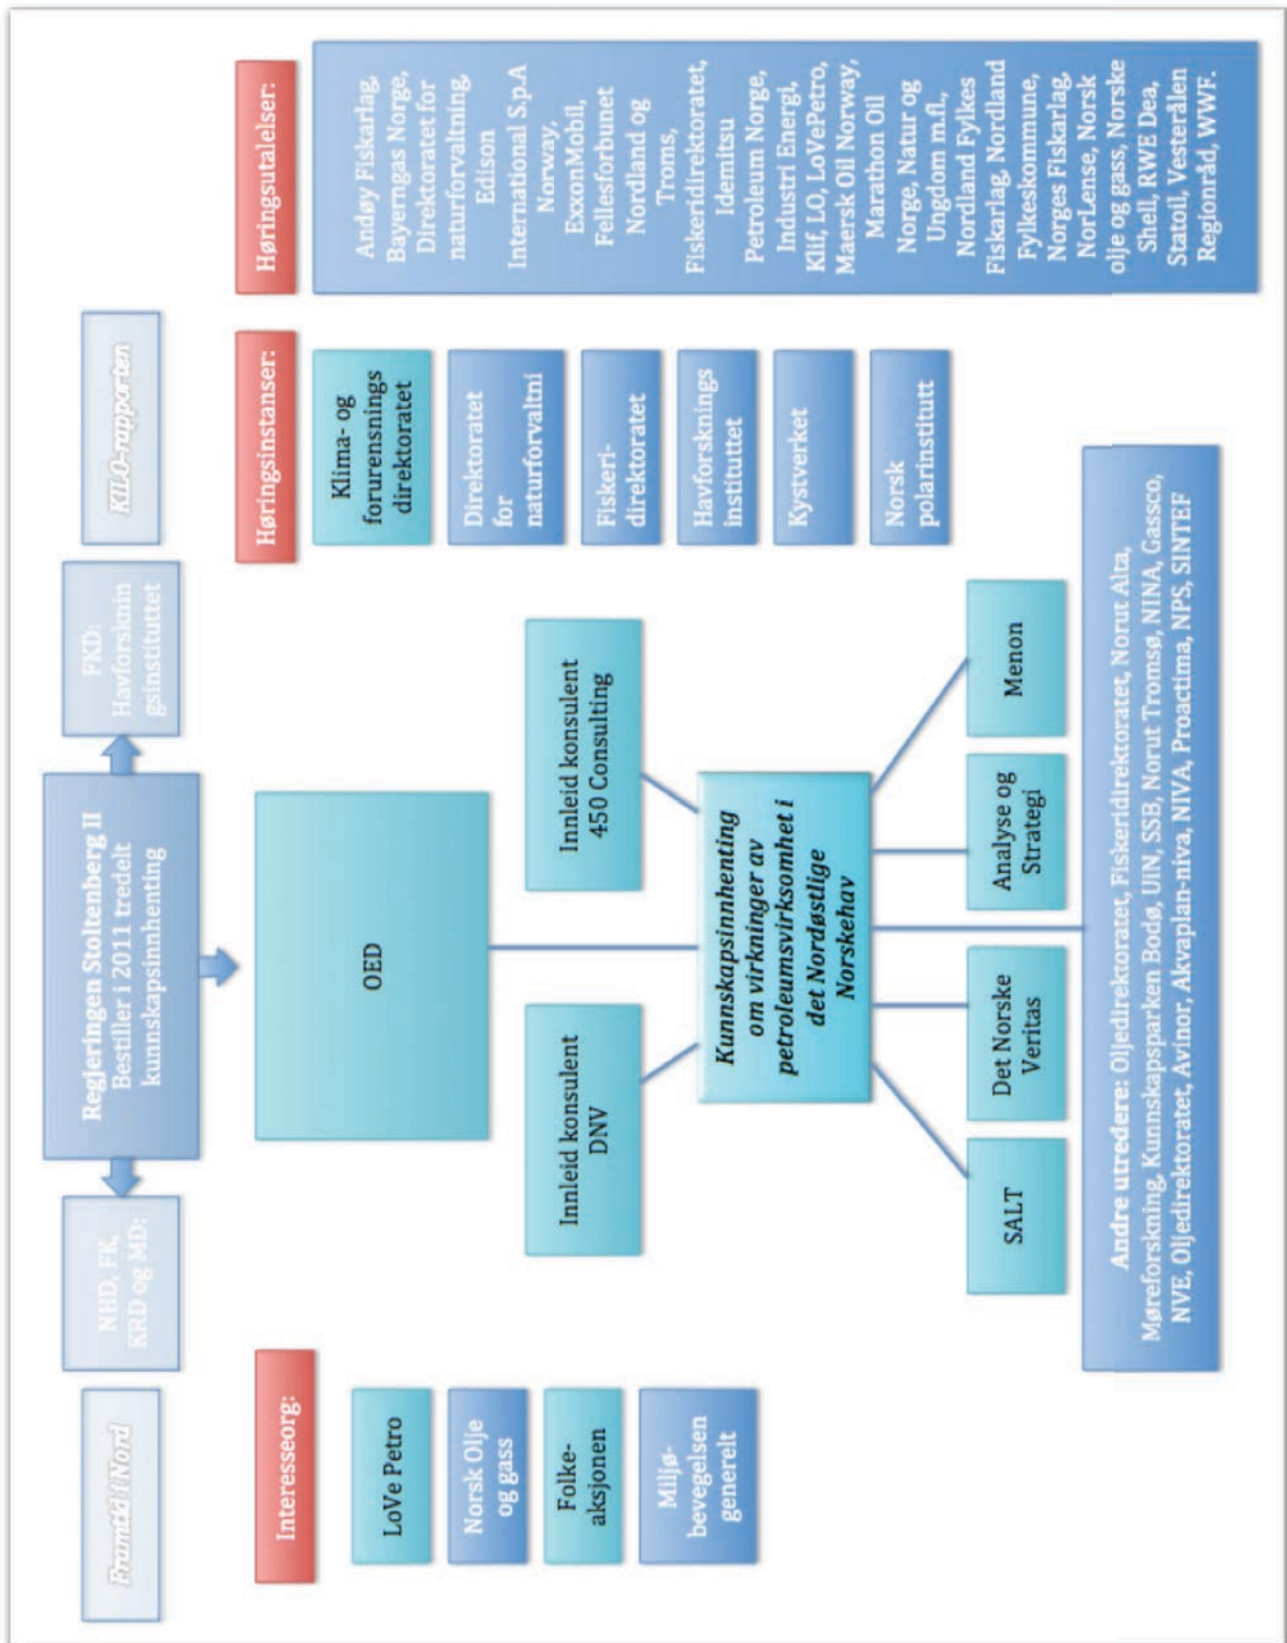 Framtid i Nord
NHD, FK,
KRD og MD:
Regjeringen Stoltenberg II
Bestiller i 2011 tredelt
kunnskapsinnhenting
FKD:
Havforsknin
gsinstituttet
KILO-rapporten
Interesseorg:
LoVe Petro
Norsk Olje
og gass
Folke-
aksjonen
Miljø-
bevegelsen
generelt
OED
Innleid konsulent
DNV
Innleid konsulent
450 Consulting
Kunnskapsinnhenting
om virkninger av
petroleumsvirksomhet i
det Nordøstlige
Norskehav
SALT
Det Norske
Veritas
Analyse og
Strategi
Menon
Andre utredere: Oljedirektoratet, Fiskeridirektoratet, Norut Alta,
Møreforskning, Kunnskapsparken Bodø, UIN, SSB, Norut Tromsø, NINA, Gassco,
NVE, Oljedirektoratet, Avinor, Akvaplan-niva, NIVA, Proactima, NPS, SINTEF
Høringsinstanser:
Klima- og
forurensnings
direktoratet
Direktoratet
for
naturforvaltni
Fiskeri-
direktoratet
Havforsknings
instituttet
Kystverket
Norsk
polarinstitutt
Høringsutalelser:
Andøy Fiskarlag,
Bayerngas Norge,
Direktoratet for
naturforvaltning,
Edison
International S.p.A
Norway,
ExxonMobil,
Fellesforbunet
Nordland og
Troms,
Fiskeridirektoratet,
Idemitsu
Petroleum Norge,
Industri Energi,
Klif, LO, LoVePetro,
Maersk Oil Norway,
Marathon Oil
Norge, Natur og
Ungdom m.fl.,
Nordland Fylkes
Fiskarlag, Nordland
Fylkeskommune,
Norges Fiskarlag,
NorLense, Norsk
olje og gass, Norske
Shell, RWE Dea,
Statoil, Vesterålen
Regionråd, WWF.